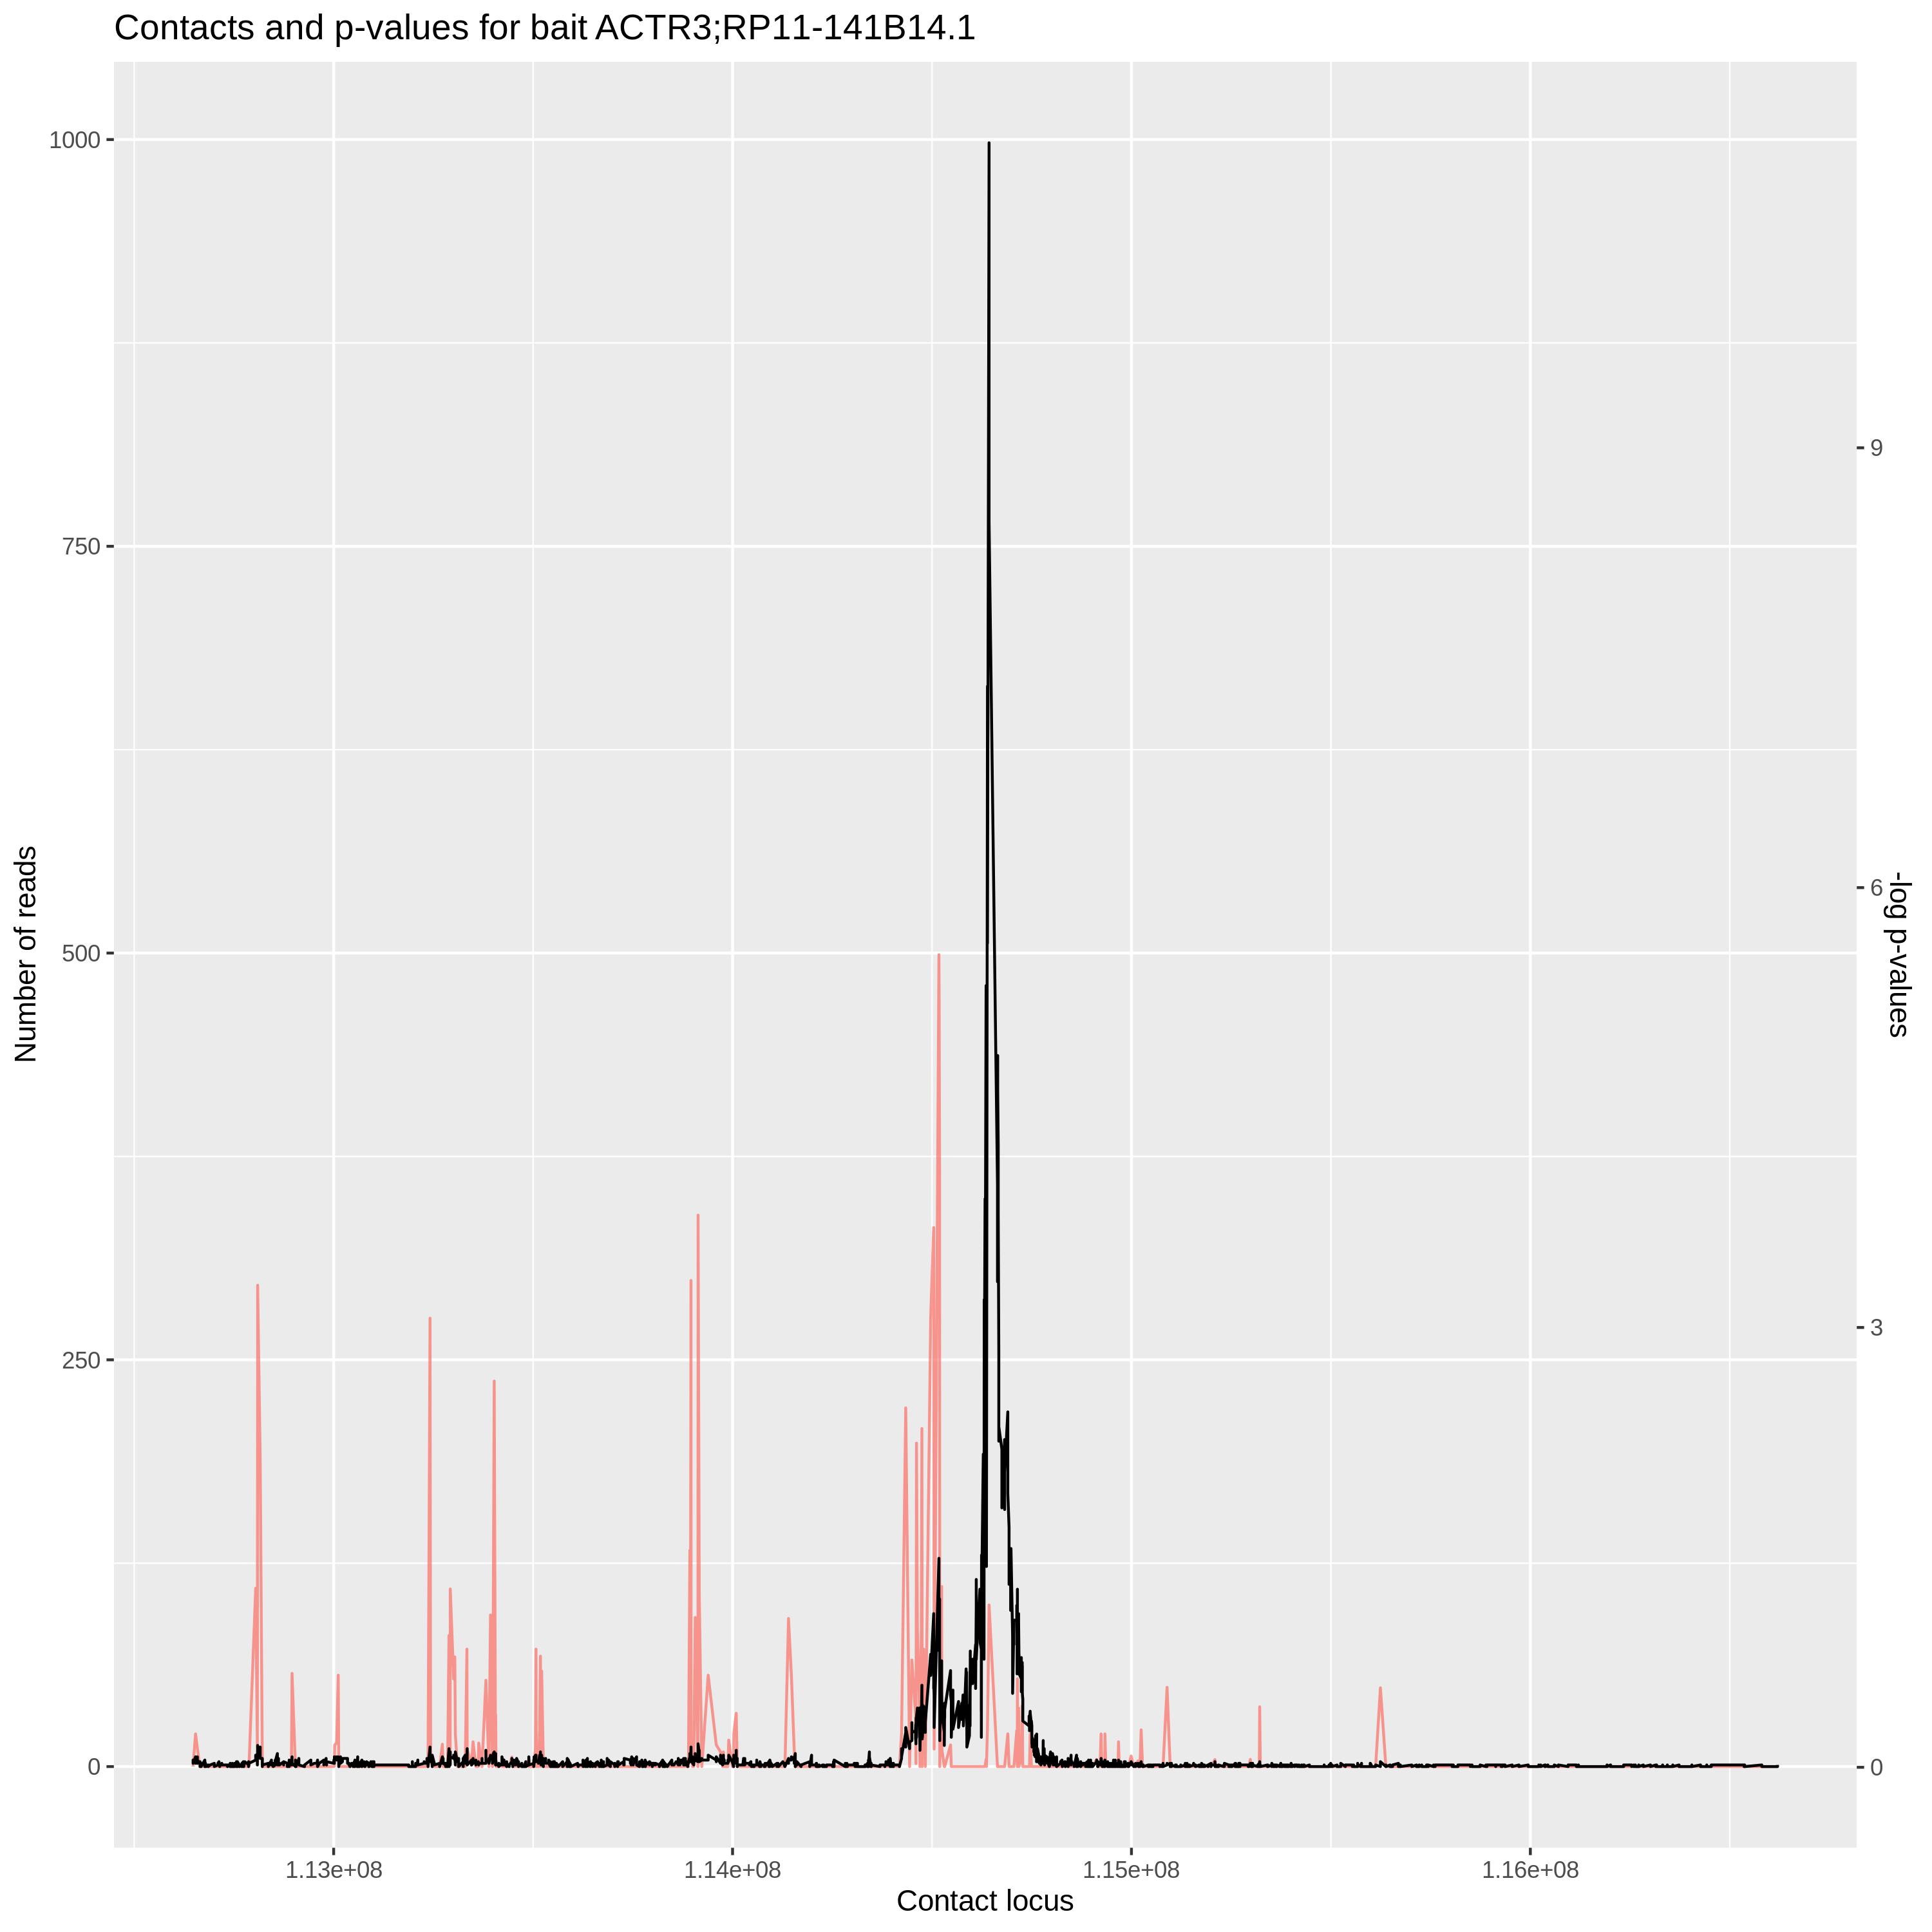 Contacts and p-values for bait ACTR3;RP11-141B14.1
1000
750
500
250
0
Number of reads
9
6
3
0
-log p-values
1.13e+08
1.14e+08
1.15e+08
1.16e+08
Contact locus